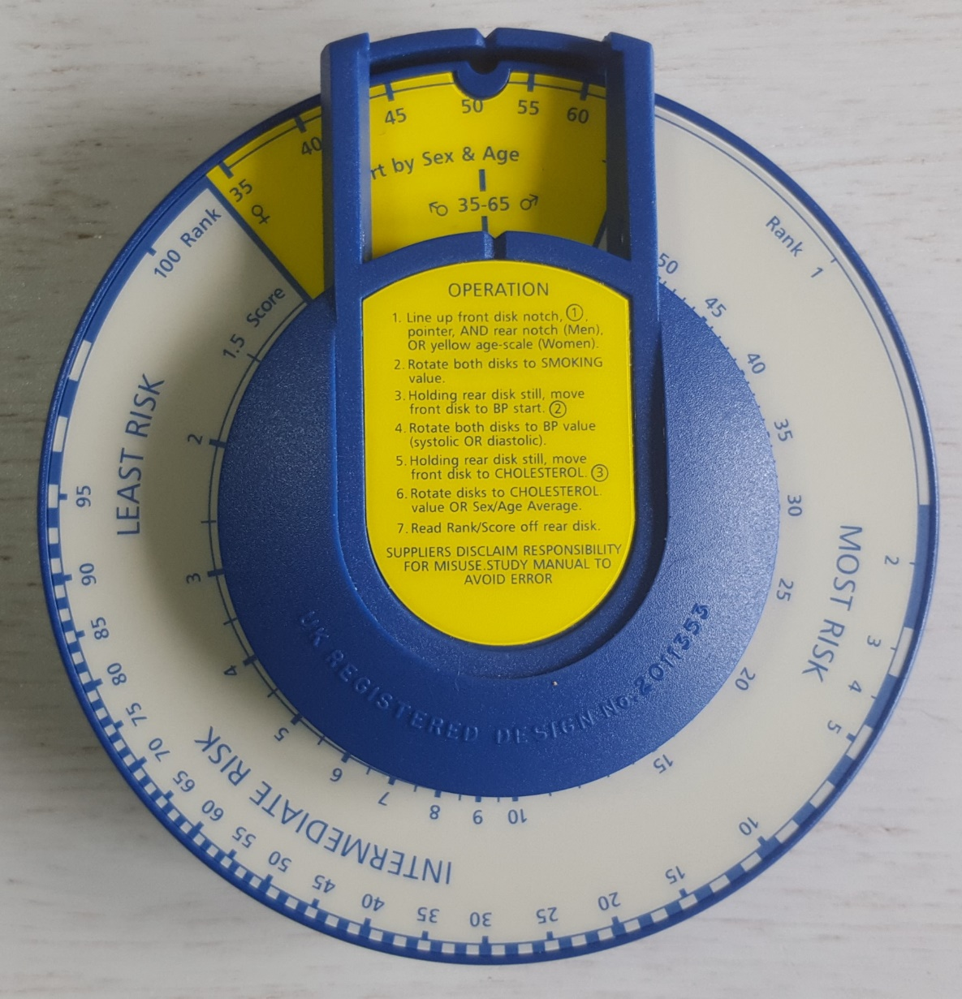 45 50 55 60
40
35
rt by Sex & Age
♂ 35-65 ♂
♀
100 Rank
1.5 Score
Rank 1
OPERATION
1. Line up front disk notch, ①,
pointer, AND rear notch (Men),
OR yellow age-scale (Women).
2. Rotate both disks to SMOKING
value.
3. Holding rear disk still, move
front disk to BP start. ②
4. Rotate both disks to BP value
(systolic OR diastolic).
5. Holding rear disk still, move
front disk to CHOLESTEROL. ③
6. Rotate disks to CHOLESTEROL.
value OR Sex/Age Average.
7. Read Rank/Score off rear disk.
SUPPLIERS DISCLAIM RESPONSIBILITY
FOR MISUSE.STUDY MANUAL TO
AVOID ERROR
UK REGISTERED DESIGN No. 2011353
LEAST RISK
INTERMEDIATE RISK
MOST RISK
2 3 4 5 6 7 8 9 10 15 20 25 30 35 40 45 50
95 90 85 80 75 70 65 60 55 50 45 40 35 30 25 20 15 10 5 4 3 2